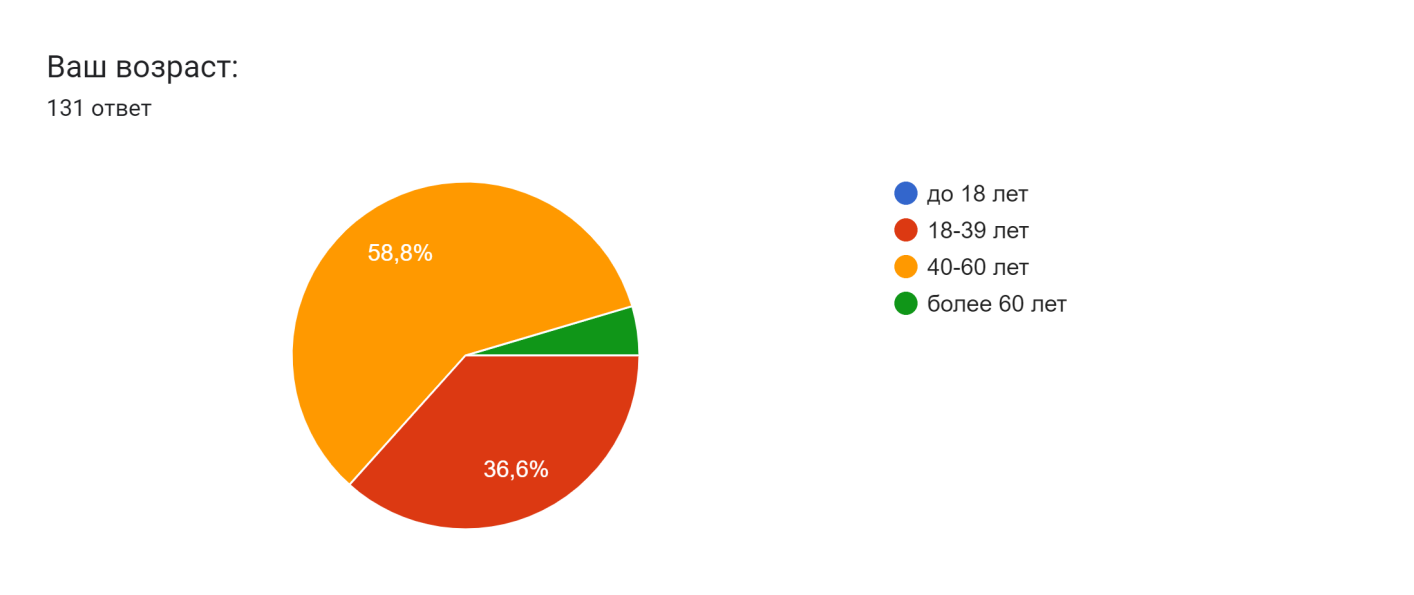 Ваш возраст:
131 ответ
58,8%
36,6%
до 18 лет
18-39 лет
40-60 лет
более 60 лет